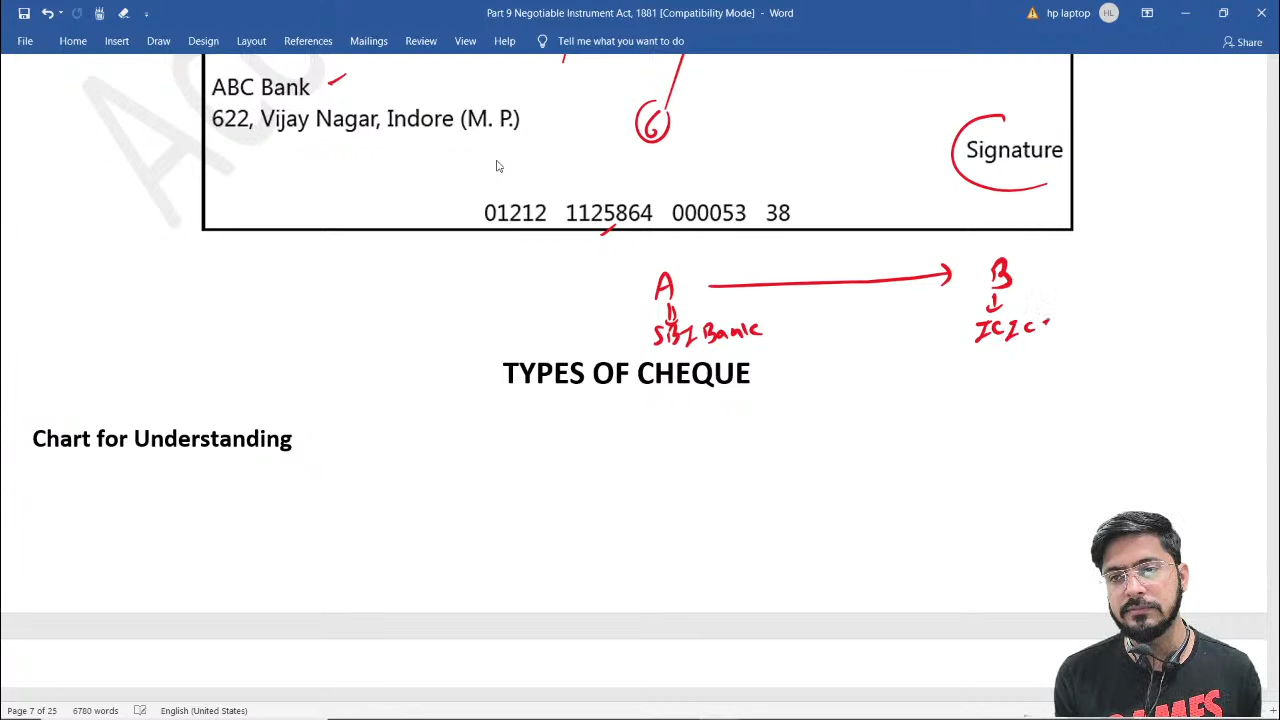 Part 9 Negotiable Instrument Act, 1881 [Compatibility Mode] - Word
hp laptop HL
File Home Insert Draw Design Layout References Mailings Review View Help Tell me what you want to do Share
ABC Bank
622, Vijay Nagar, Indore (M. P.)
6
Signature
01212 1125864 000053 38
A B
SBI Bank ICIC
TYPES OF CHEQUE
Chart for Understanding
Page 7 of 25 6780 words English (United States)
GAMES